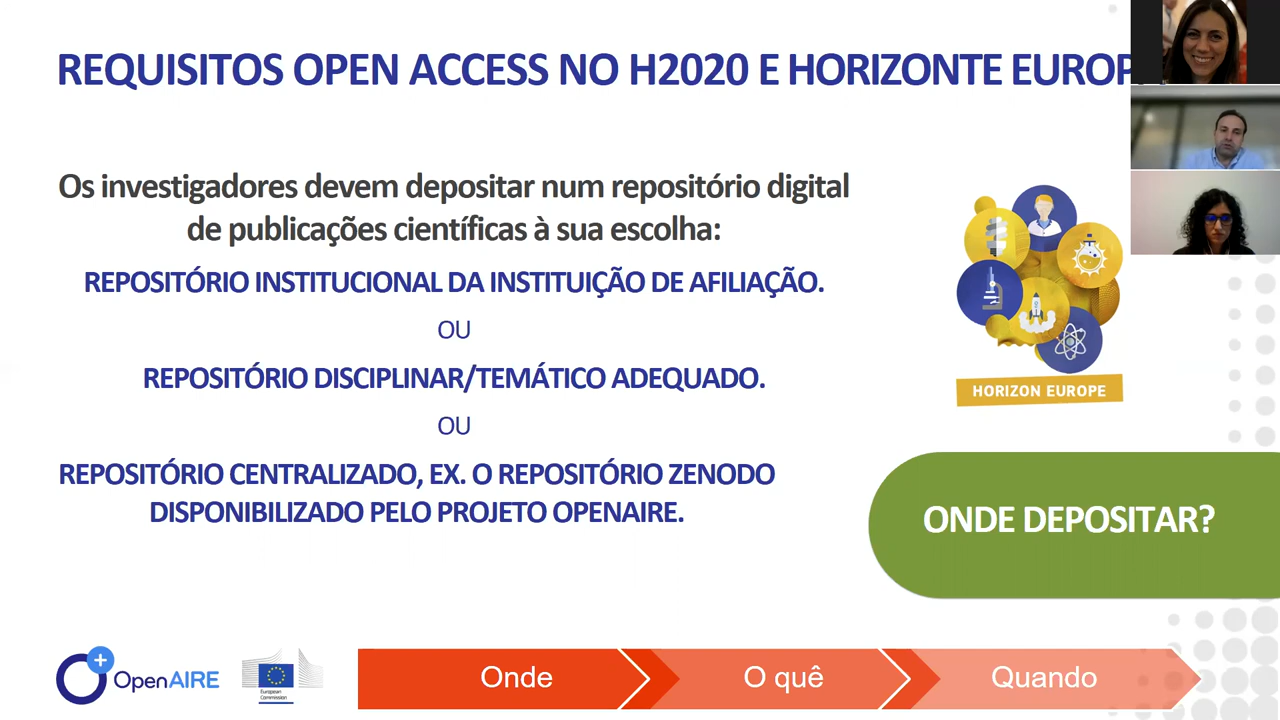 REQUISITOS OPEN ACCESS NO H2020 E HORIZONTE EUROP
Os investigadores devem depositar num repositório digital
de publicações científicas à sua escolha:
REPOSITÓRIO INSTITUCIONAL DA INSTITUIÇÃO DE AFILIAÇÃO.
OU
REPOSITÓRIO DISCIPLINAR/TEMÁTICO ADEQUADO.
OU
REPOSITÓRIO CENTRALIZADO, EX. O REPOSITÓRIO ZENODO
DISPONIBILIZADO PELO PROJETO OPENAIRE.
HORIZON EUROPE
ONDE DEPOSITAR?
OpenAIRE
European
Commission
Onde
O quê
Quando